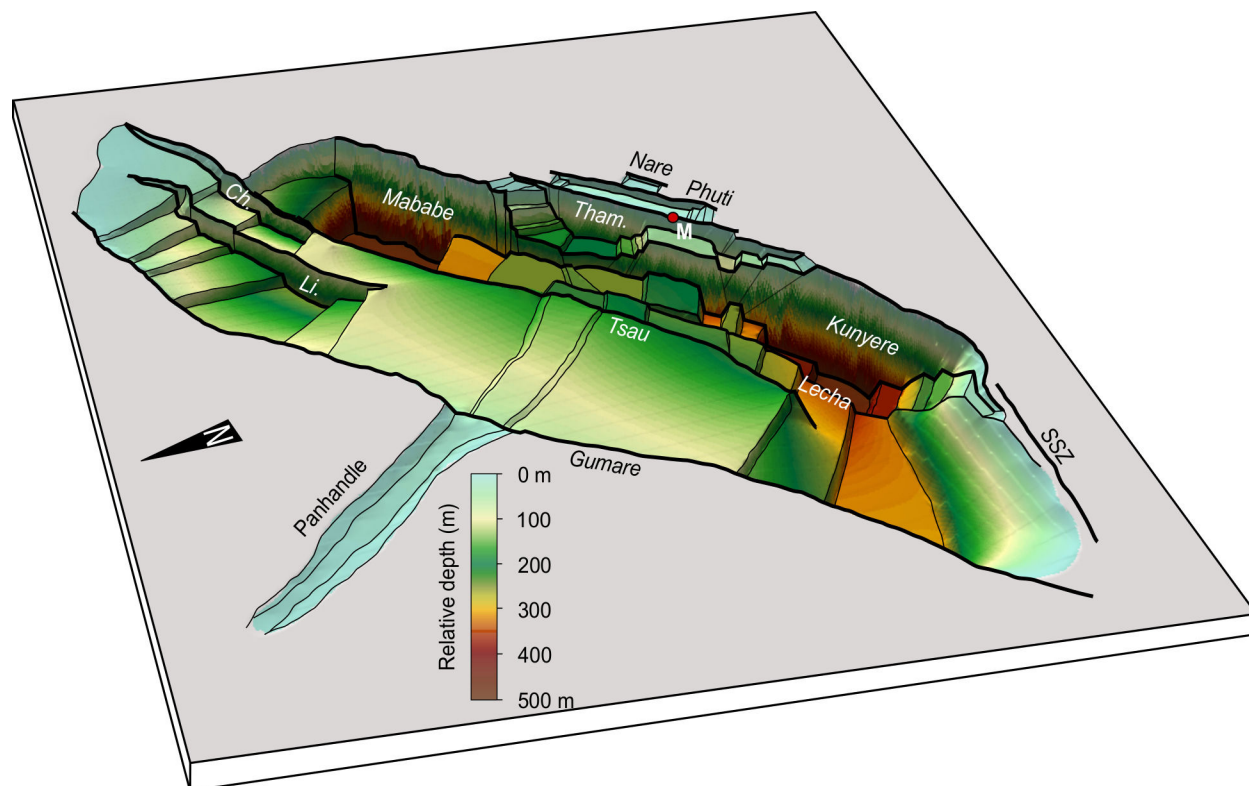 Nare
Phuti
Ch.
Mababe
Tham.
M
Li.
Tsau
Kunyere
Lecha
SSZ
N
Gumare
Panhandle
Relative depth (m)
0 m
100
200
300
400
500 m